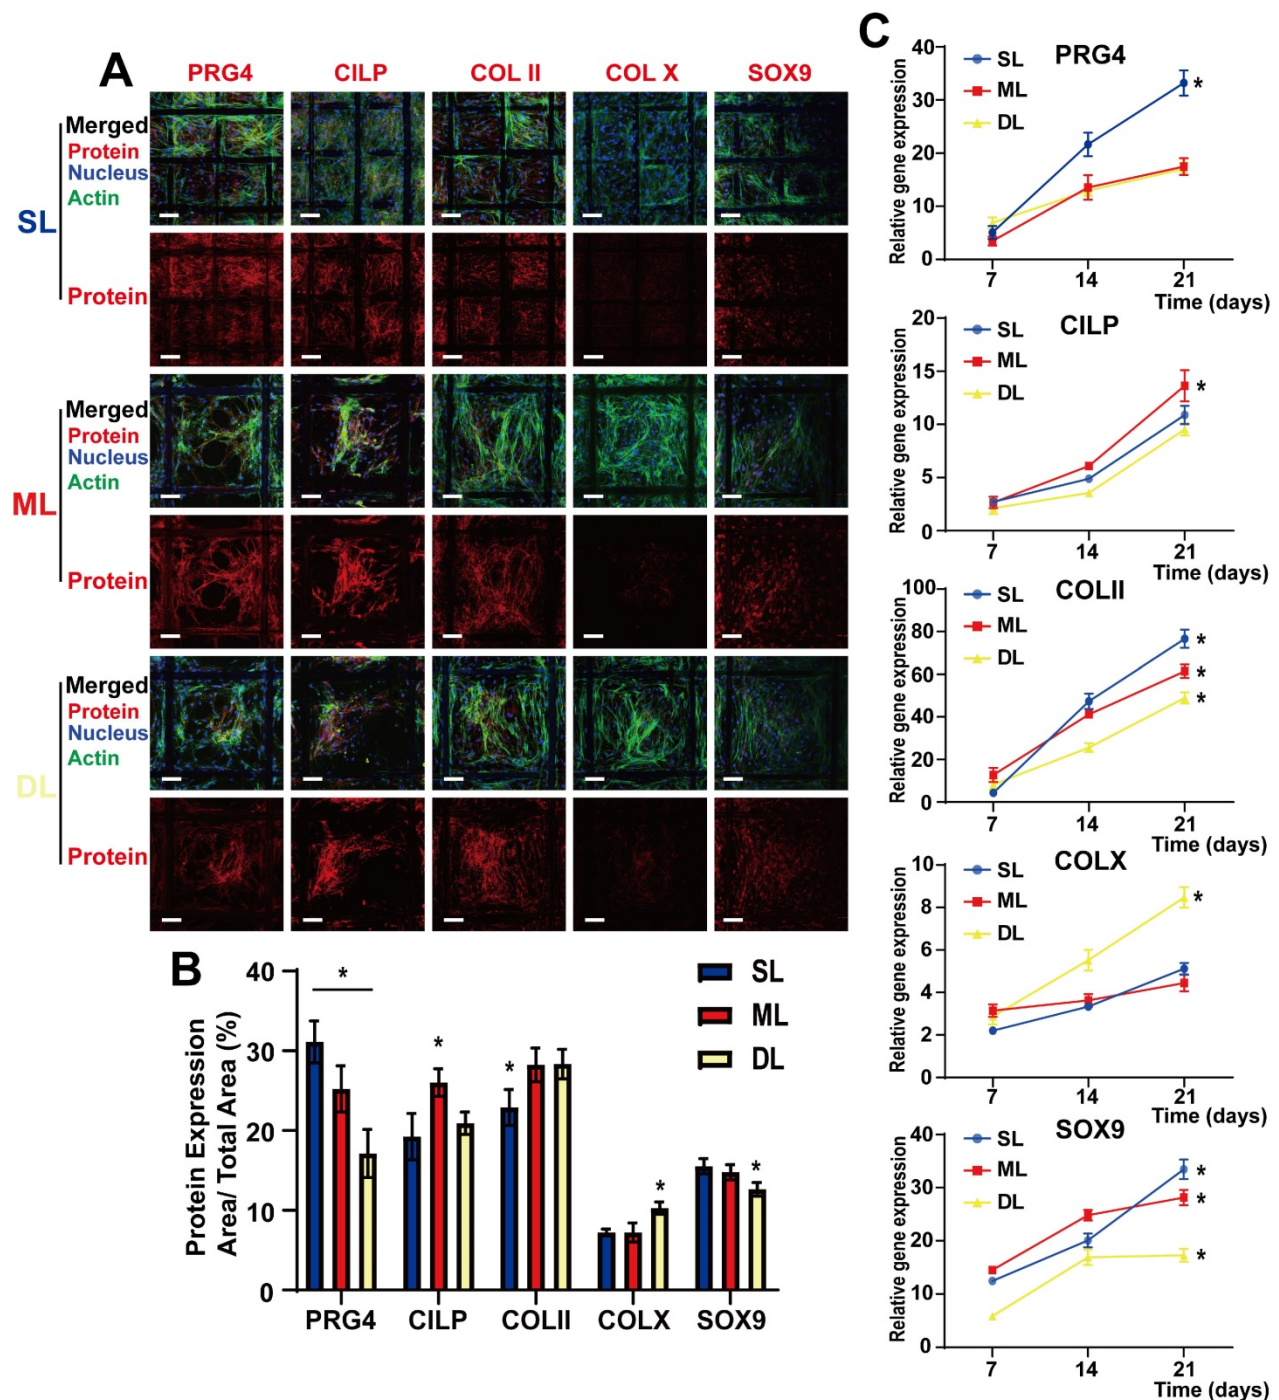 A
PRG4 CILP COL II COL X SOX9
SL
Merged
Protein
Nucleus
Actin
Protein
ML
Merged
Protein
Nucleus
Actin
Protein
DL
Merged
Protein
Nucleus
Actin
Protein
B
Protein Expression
Area/ Total Area (%)
40
30
20
10
0
*
*
*
*
*
SL
ML
DL
PRG4 CILP COLII COLX SOX9
C
PRG4
SL
ML
DL
Relative gene expression
40
30
20
10
0
*
7 14 21
Time (days)
CILP
SL
ML
DL
Relative gene expression
20
15
10
5
0
*
7 14 21
Time (days)
COLII
SL
ML
DL
Relative gene expression
100
80
60
40
20
0
*
*
*
7 14 21
Time (days)
COLX
SL
ML
DL
Relative gene expression
10
8
6
4
2
0
*
7 14 21
Time (days)
SOX9
SL
ML
DL
Relative gene expression
40
30
20
10
0
*
*
*
7 14 21
Time (days)